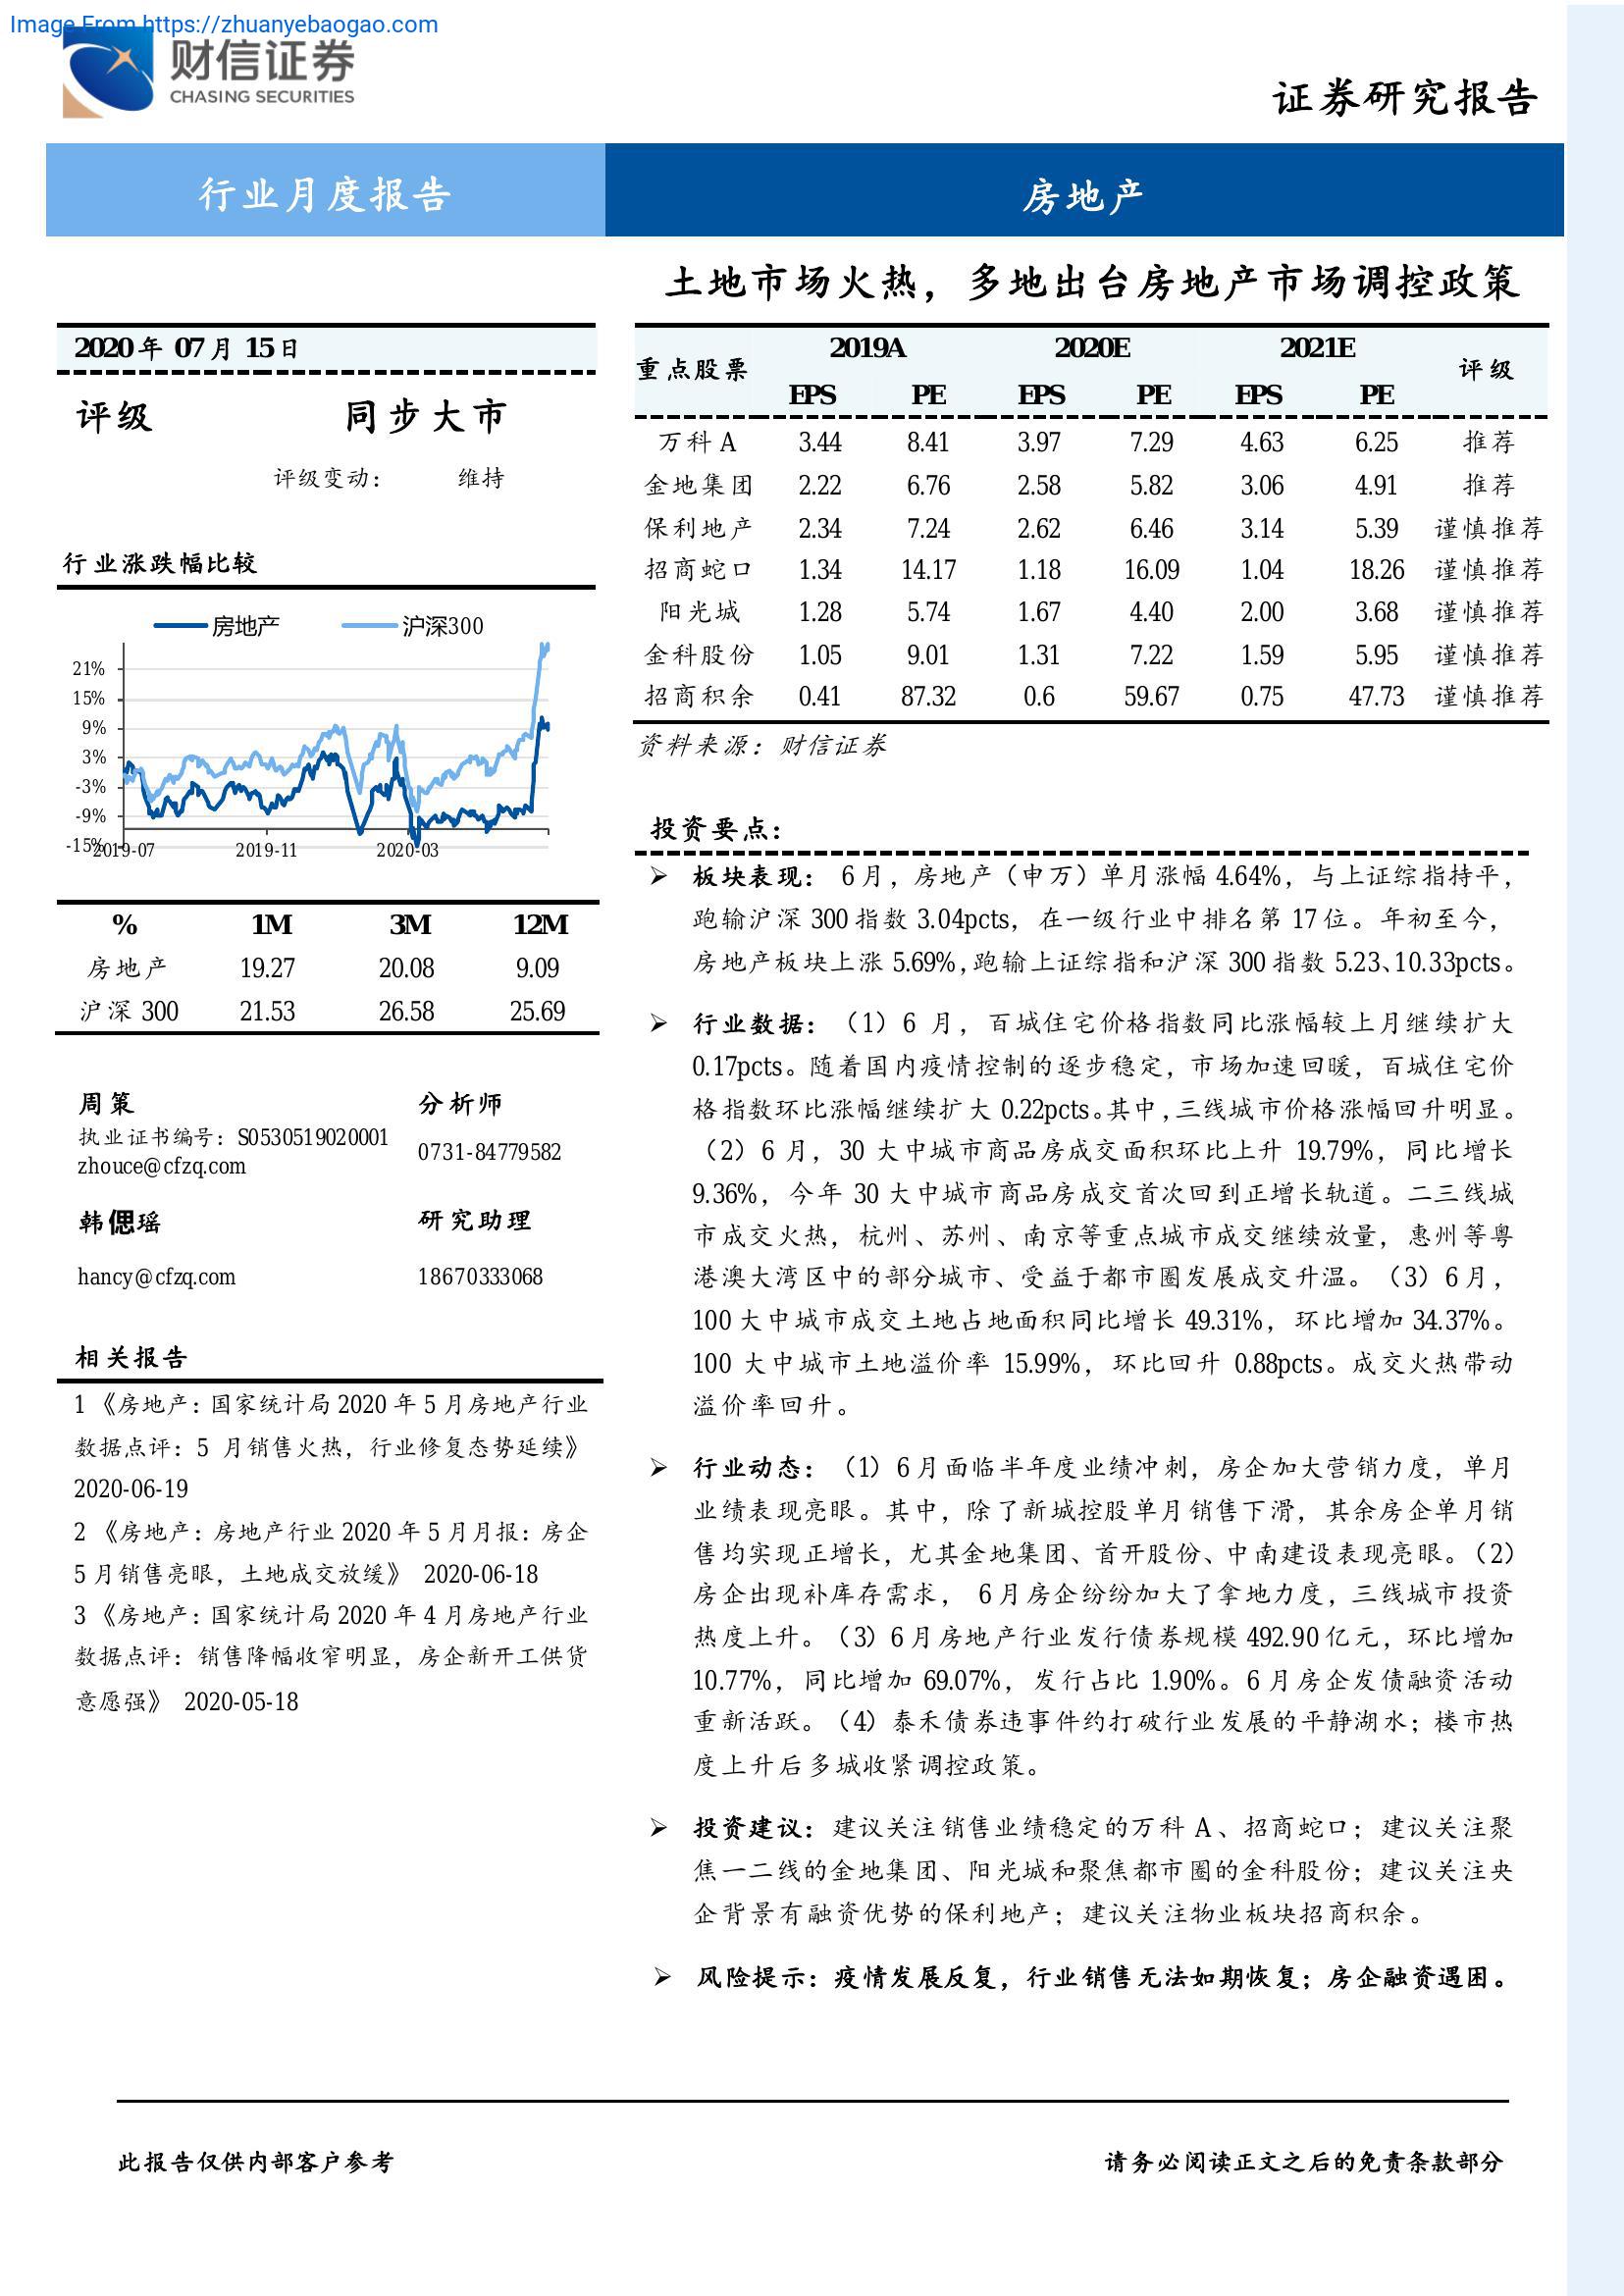 Image From https://zhuanyebaogao.com
财信证券
CHASING SECURITIES
证券研究报告
行业月度报告
房地产
土地市场火热，多地出台房地产市场调控政策
2020年 07月 15日
评级 同步大市
评级变动： 维持
行业涨跌幅比较
房地产 沪深300
21%
15%
9%
3%
-3%
-9%
-15%
2019-07 2019-11 2020-03
% 1M 3M 12M
房地产 19.27 20.08 9.09
沪深 300 21.53 26.58 25.69
周策 分析师
执业证书编号：S0530519020001 0731-84779582
zhouce@cfzq.com
韩偲瑶 研究助理
hancy@cfzq.com 18670333068
相关报告
1 《房地产：国家统计局 2020 年 5 月房地产行业
数据点评：5 月销售火热，行业修复态势延续》
2020-06-19
2 《房地产：房地产行业 2020 年 5 月月报：房企
5 月销售亮眼，土地成交放缓》 2020-06-18
3 《房地产：国家统计局 2020 年 4 月房地产行业
数据点评：销售降幅收窄明显，房企新开工供货
意愿强》 2020-05-18
重点股票 2019A 2020E 2021E 评级
EPS PE EPS PE EPS PE
万科 A 3.44 8.41 3.97 7.29 4.63 6.25 推荐
金地集团 2.22 6.76 2.58 5.82 3.06 4.91 推荐
保利地产 2.34 7.24 2.62 6.46 3.14 5.39 谨慎推荐
招商蛇口 1.34 14.17 1.18 16.09 1.04 18.26 谨慎推荐
阳光城 1.28 5.74 1.67 4.40 2.00 3.68 谨慎推荐
金科股份 1.05 9.01 1.31 7.22 1.59 5.95 谨慎推荐
招商积余 0.41 87.32 0.6 59.67 0.75 47.73 谨慎推荐
资料来源：财信证券
投资要点：
➢ 板块表现： 6 月，房地产（申万）单月涨幅 4.64%，与上证综指持平，
跑输沪深 300 指数 3.04pcts，在一级行业中排名第 17 位。年初至今，
房地产板块上涨 5.69%，跑输上证综指和沪深 300 指数 5.23、10.33pcts。
➢ 行业数据：（1）6 月，百城住宅价格指数同比涨幅较上月继续扩大
0.17pcts。随着国内疫情控制的逐步稳定，市场加速回暖，百城住宅价
格指数环比涨幅继续扩大 0.22pcts。其中，三线城市价格涨幅回升明显。
（2）6 月，30 大中城市商品房成交面积环比上升 19.79%，同比增长
9.36%，今年 30 大中城市商品房成交首次回到正增长轨道。二三线城
市成交火热，杭州、苏州、南京等重点城市成交继续放量，惠州等粤
港澳大湾区中的部分城市、受益于都市圈发展成交升温。（3）6 月，
100 大中城市成交土地占地面积同比增长 49.31%，环比增加 34.37%。
100 大中城市土地溢价率 15.99%，环比回升 0.88pcts。成交火热带动
溢价率回升。
➢ 行业动态：（1）6 月面临半年度业绩冲刺，房企加大营销力度，单月
业绩表现亮眼。其中，除了新城控股单月销售下滑，其余房企单月销
售均实现正增长，尤其金地集团、首开股份、中南建设表现亮眼。（2）
房企出现补库存需求， 6 月房企纷纷加大了拿地力度，三线城市投资
热度上升。（3）6 月房地产行业发行债券规模 492.90 亿元，环比增加
10.77%，同比增加 69.07%，发行占比 1.90%。6 月房企发债融资活动
重新活跃。（4）泰禾债券违事件约打破行业发展的平静湖水；楼市热
度上升后多城收紧调控政策。
➢ 投资建议：建议关注销售业绩稳定的万科 A、招商蛇口；建议关注聚
焦一二线的金地集团、阳光城和聚焦都市圈的金科股份；建议关注央
企背景有融资优势的保利地产；建议关注物业板块招商积余。
➢ 风险提示：疫情发展反复，行业销售无法如期恢复；房企融资遇困。
此报告仅供内部客户参考
请务必阅读正文之后的免责条款部分